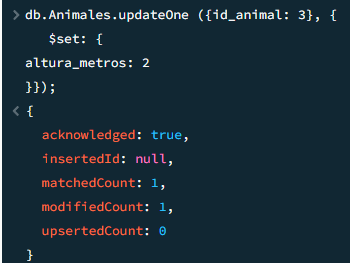 > db.Animales.updateOne ({id_animal: 3}, {
$set: {
altura_metros: 2
}});
< {
acknowledged: true,
insertedId: null,
matchedCount: 1,
modifiedCount: 1,
upsertedCount: 0
}